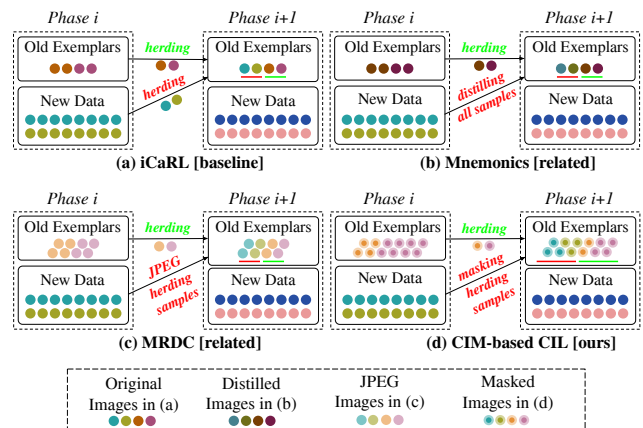 Phase i
Phase i+1
Old Exemplars
herding
Old Exemplars
herding
New Data
New Data
(a) iCaRL [baseline]
Phase i
Phase i+1
Old Exemplars
herding
Old Exemplars
distilling
all samples
New Data
New Data
(b) Mnemonics [related]
Phase i
Phase i+1
Old Exemplars
herding
Old Exemplars
JPEG
herding
samples
New Data
New Data
(c) MRDC [related]
Phase i
Phase i+1
Old Exemplars
herding
Old Exemplars
masking
herding
samples
New Data
New Data
(d) CIM-based CIL [ours]
Original
Images in (a)
Distilled
Images in (b)
JPEG
Images in (c)
Masked
Images in (d)